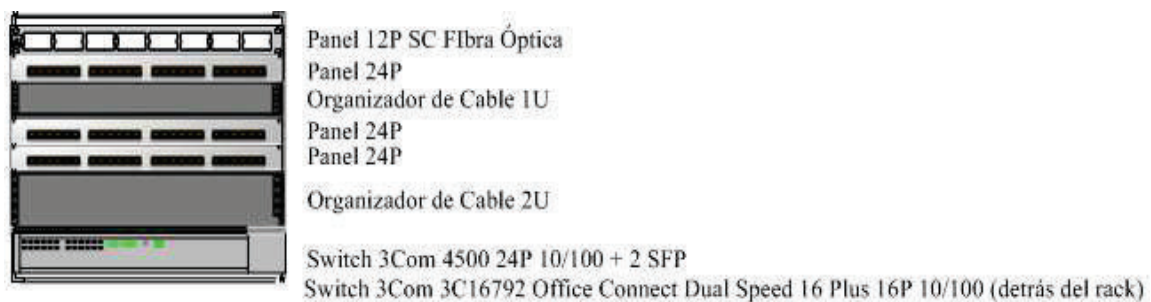 Panel 12P SC FIbra Óptica
Panel 24P
Organizador de Cable 1U
Panel 24P
Panel 24P
Organizador de Cable 2U
Switch 3Com 4500 24P 10/100 + 2 SFP
Switch 3Com 3C16792 Office Connect Dual Speed 16 Plus 16P 10/100 (detrás del rack)